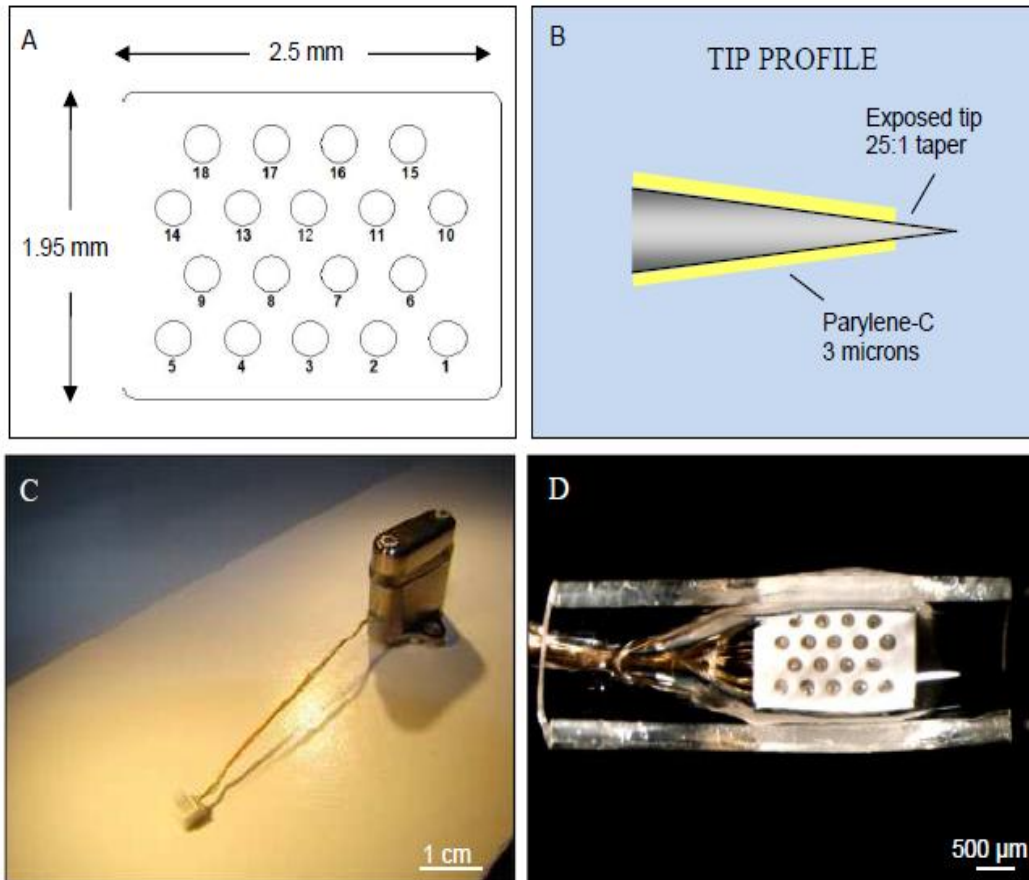 A
2.5 mm
1.95 mm
18 17 16 15
14 13 12 11 10
9 8 7 6
5 4 3 2 1
B
TIP PROFILE
Exposed tip
25:1 taper
Parylene-C
3 microns
C
1 cm
D
500 µm